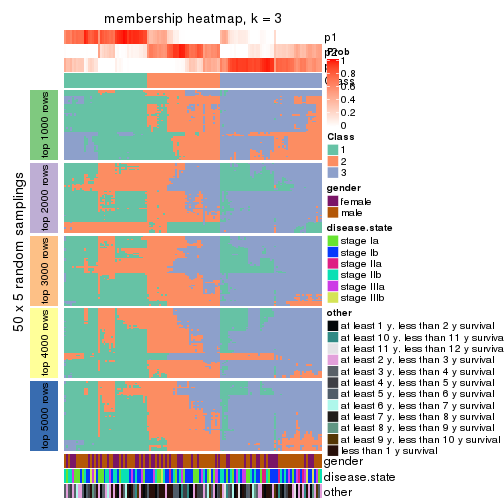 membership heatmap, k = 3
p1
p2
p3
Class
Prob
1
0.8
0.6
0.4
0.2
0
Class
1
2
3
gender
female
male
disease.state
stage Ia
stage Ib
stage IIa
stage IIb
stage IIIa
stage IIIb
other
at least 1 y. less than 2 y survival
at least 10 y. less than 11 y survival
at least 11 y. less than 12 y survival
at least 2 y. less than 3 y survival
at least 3 y. less than 4 y survival
at least 4 y. less than 5 y survival
at least 5 y. less than 6 y survival
at least 6 y. less than 7 y survival
at least 7 y. less than 8 y survival
at least 8 y. less than 9 y survival
at least 9 y. less than 10 y survival
less than 1 y survival
50 x 5 random samplings
top 1000 rows
top 2000 rows
top 3000 rows
top 4000 rows
top 5000 rows
gender
disease.state
other